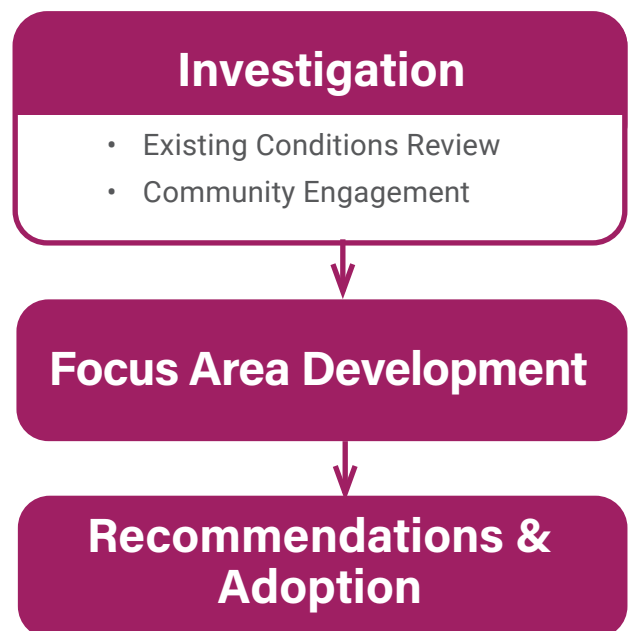 Investigation
• Existing Conditions Review
• Community Engagement
Focus Area Development
Recommendations &
Adoption